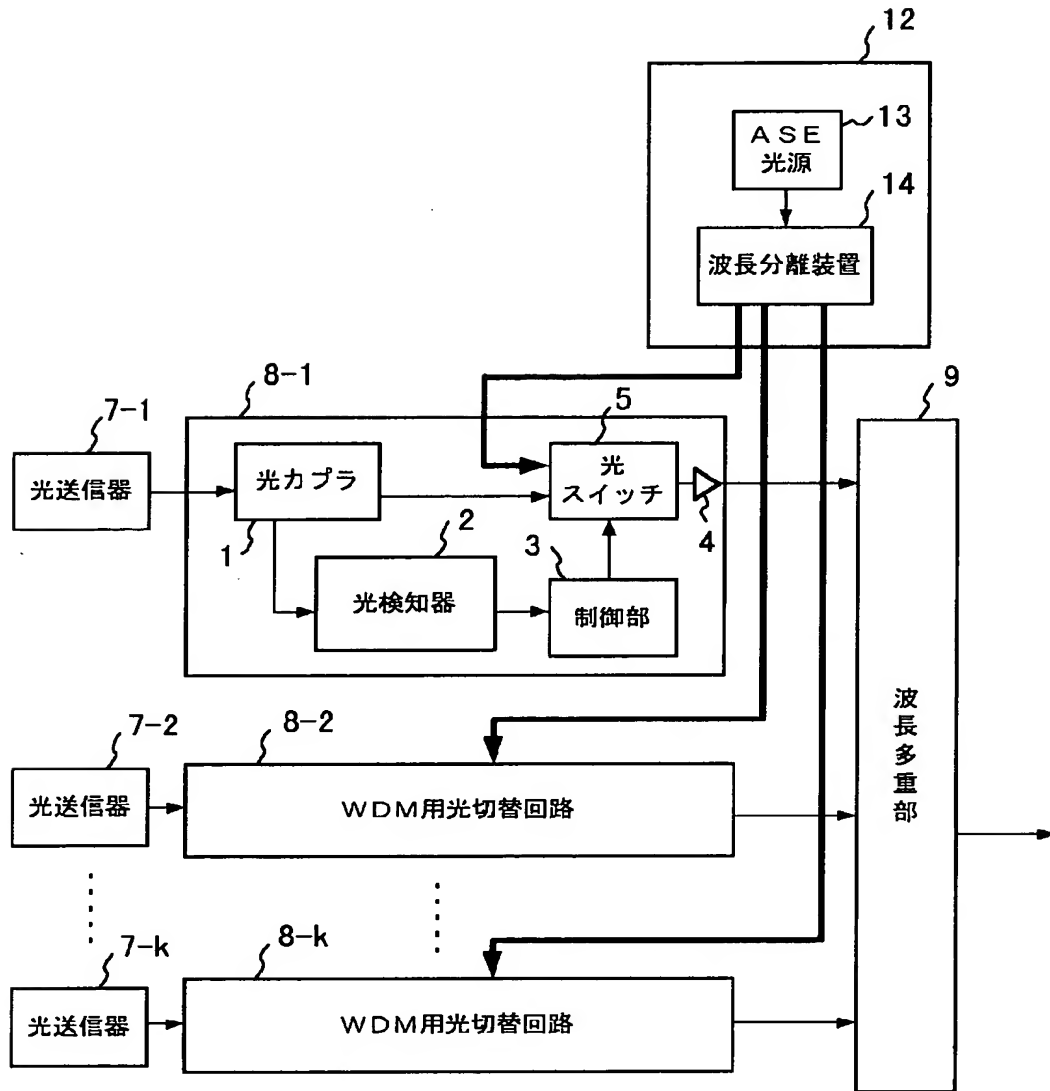 12
13
ASE
光源
14
波長分離装置
8-1
9
7-1
5
光送信器
光カプラ
光
スイッチ
1
2
3
4
光検知器
制御部
7-2
8-2
光送信器
WDM用光切替回路
波長多重部
7-k
8-k
光送信器
WDM用光切替回路